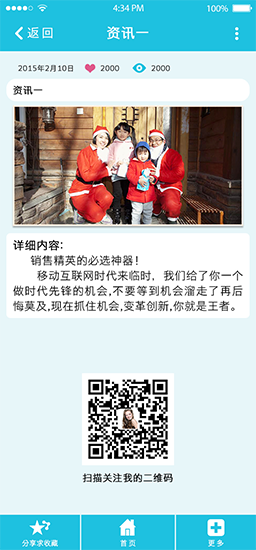 4:34 PM
100%
返回
资讯一
2015年2月10日 2000 2000
资讯一
详细内容:
销售精英的必选神器!
移动互联网时代来临时，我们给了你一个
做时代先锋的机会,不要等到机会溜走了再后
悔莫及,现在抓住机会,变革创新,你就是王者。
扫描关注我的二维码
分享求收藏
首页
更多